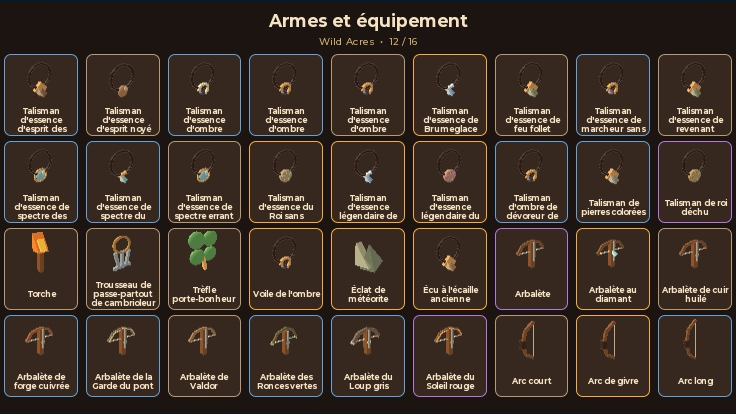 Armes et équipement
Wild Acres • 12 / 16
Talisman
d'essence
d'esprit des
Talisman
d'essence
d'esprit noyé
Talisman
d'essence
d'ombre
Talisman
d'essence
d'ombre
Talisman
d'essence
d'ombre
Talisman
d'essence de
Brumeglace
Talisman
d'essence de
feu follet
Talisman
d'essence de
marcheur sans
Talisman
d'essence de
revenant
Talisman
d'essence de
spectre des
Talisman
d'essence de
spectre du
Talisman
d'essence de
spectre errant
Talisman
d'essence du
Roi sans
Talisman
d'essence
légendaire de
Talisman
d'essence
légendaire du
Talisman
d'ombre de
dévoreur de
Talisman de
pierres colorées
Talisman de roi
déchu
Torche
Trousseau de
passe-partout
de cambrioleur
Trèfle
porte-bonheur
Voile de l'ombre
Éclat de
météorite
Écu à l'écaille
ancienne
Arbalète
Arbalète au
diamant
Arbalète de cuir
huilé
Arbalète de
forge cuivrée
Arbalète de la
Garde du pont
Arbalète de
Valdor
Arbalète des
Ronces vertes
Arbalète du
Loup gris
Arbalète du
Soleil rouge
Arc court
Arc de givre
Arc long